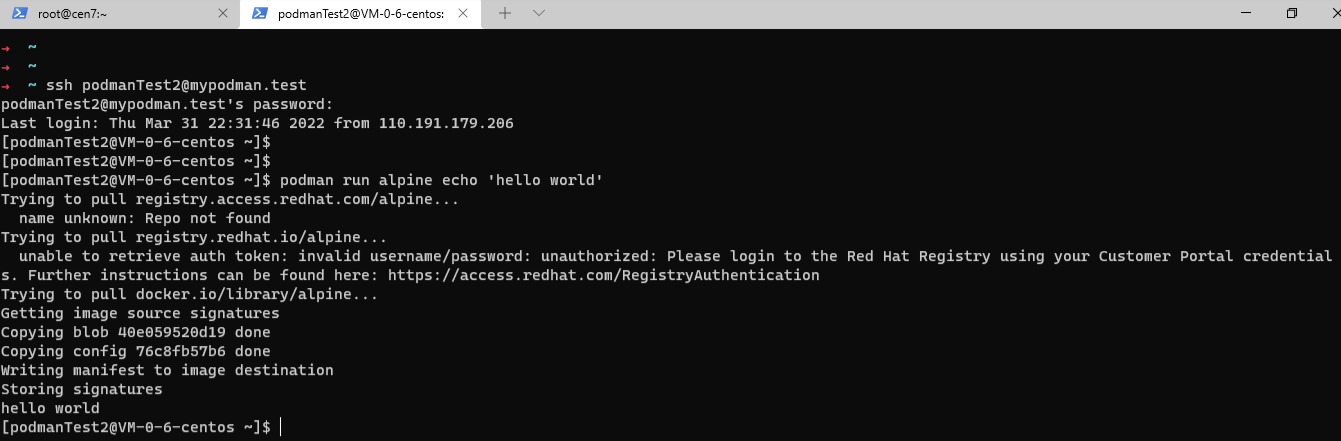 root@cen7:~
podmanTest2@VM-0-6-centos:
→ ~
→ ~
→ ~ ssh podmanTest2@mypodman.test
podmanTest2@mypodman.test's password:
Last login: Thu Mar 31 22:31:46 2022 from 110.191.179.206
[podmanTest2@VM-0-6-centos ~]$
[podmanTest2@VM-0-6-centos ~]$
[podmanTest2@VM-0-6-centos ~]$ podman run alpine echo 'hello world'
Trying to pull registry.access.redhat.com/alpine...
  name unknown: Repo not found
Trying to pull registry.redhat.io/alpine...
  unable to retrieve auth token: invalid username/password: unauthorized: Please login to the Red Hat Registry using your Customer Portal credential
s. Further instructions can be found here: https://access.redhat.com/RegistryAuthentication
Trying to pull docker.io/library/alpine...
Getting image source signatures
Copying blob 40e059520d19 done
Copying config 76c8fb57b6 done
Writing manifest to image destination
Storing signatures
hello world
[podmanTest2@VM-0-6-centos ~]$